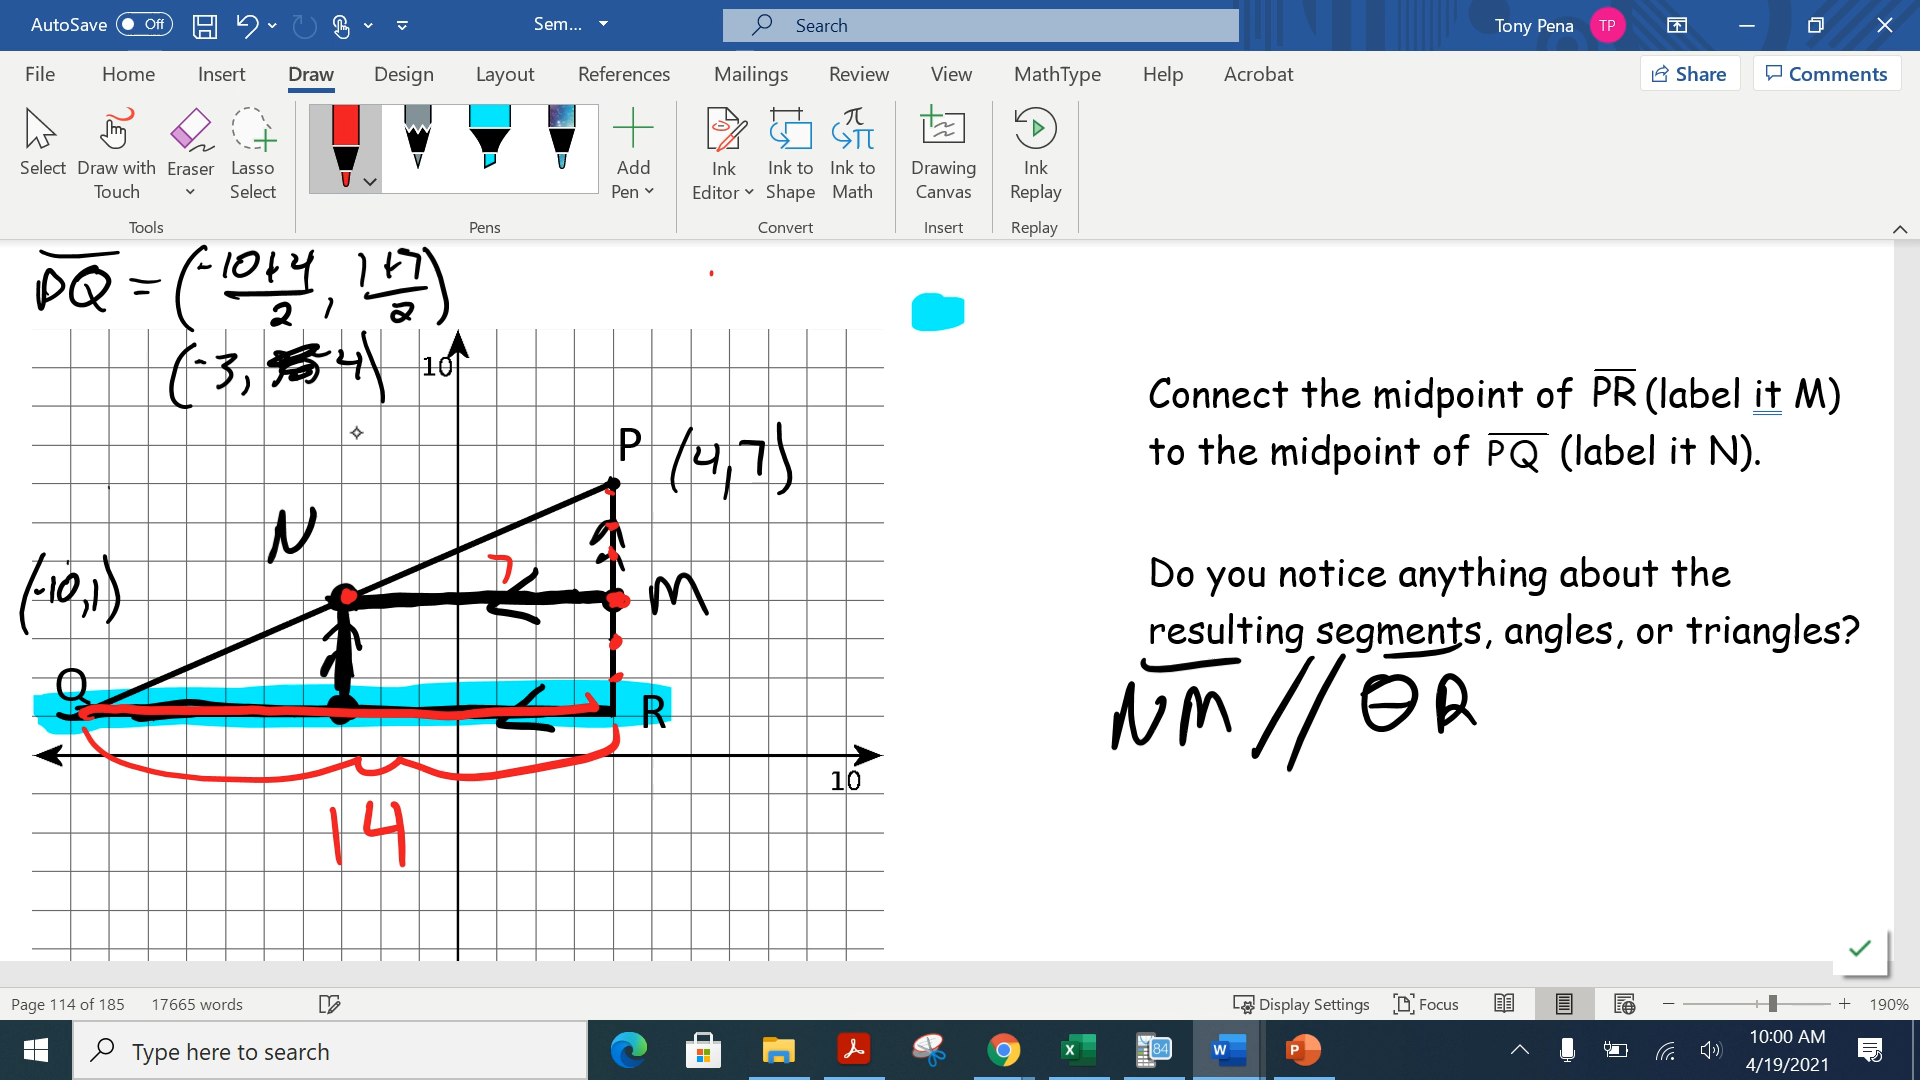 AutoSave Off Sem... Search Tony Pena TP
File Home Insert Draw Design Layout References Mailings Review View MathType Help Acrobat Share Comments
Select Draw with Touch Eraser Lasso Select Add Pen Ink Editor Ink to Shape Ink to Math Drawing Canvas Ink Replay
Tools Pens Convert Insert Replay
PQ = (-10+4/2, 1+7/2)
(-3, 4)
10
P (4,7)
N
(-10,1)
7
M
Q
R
10
14
Connect the midpoint of PR (label it M)
to the midpoint of PQ (label it N).
Do you notice anything about the
resulting segments, angles, or triangles?
NM // QR
Page 114 of 185 17665 words Display Settings Focus 190%
Type here to search 84 X W P 10:00 AM
4/19/2021